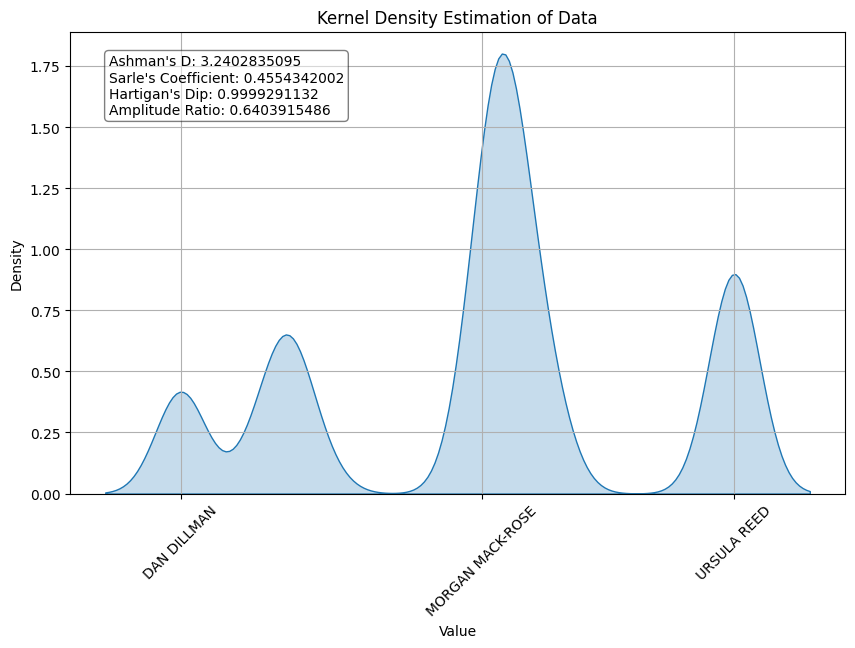 Kernel Density Estimation of Data
Ashman's D: 3.2402835095
Sarle's Coefficient: 0.4554342002
Hartigan's Dip: 0.9999291132
Amplitude Ratio: 0.6403915486
1.75
1.50
1.25
1.00
0.75
0.50
0.25
0.00
Density
DAN DILLMAN
MORGAN MACK-ROSE
URSULA REED
Value